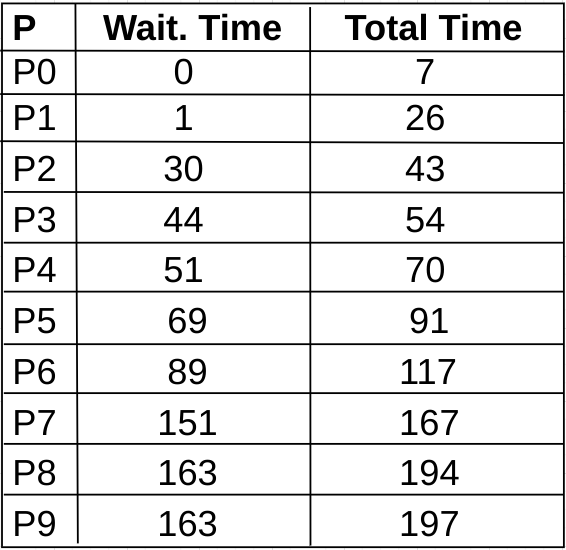 P Wait. Time Total Time
P0 0 7
P1 1 26
P2 30 43
P3 44 54
P4 51 70
P5 69 91
P6 89 117
P7 151 167
P8 163 194
P9 163 197